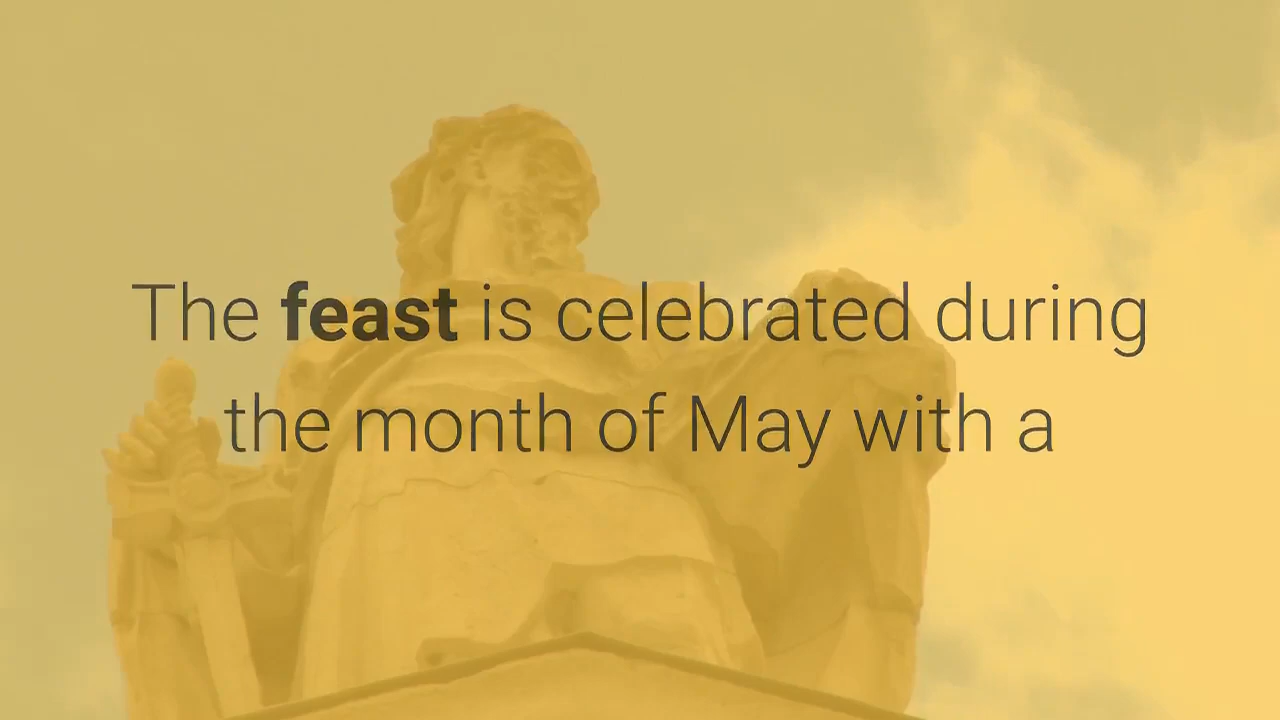 The feast is celebrated during
the month of May with a